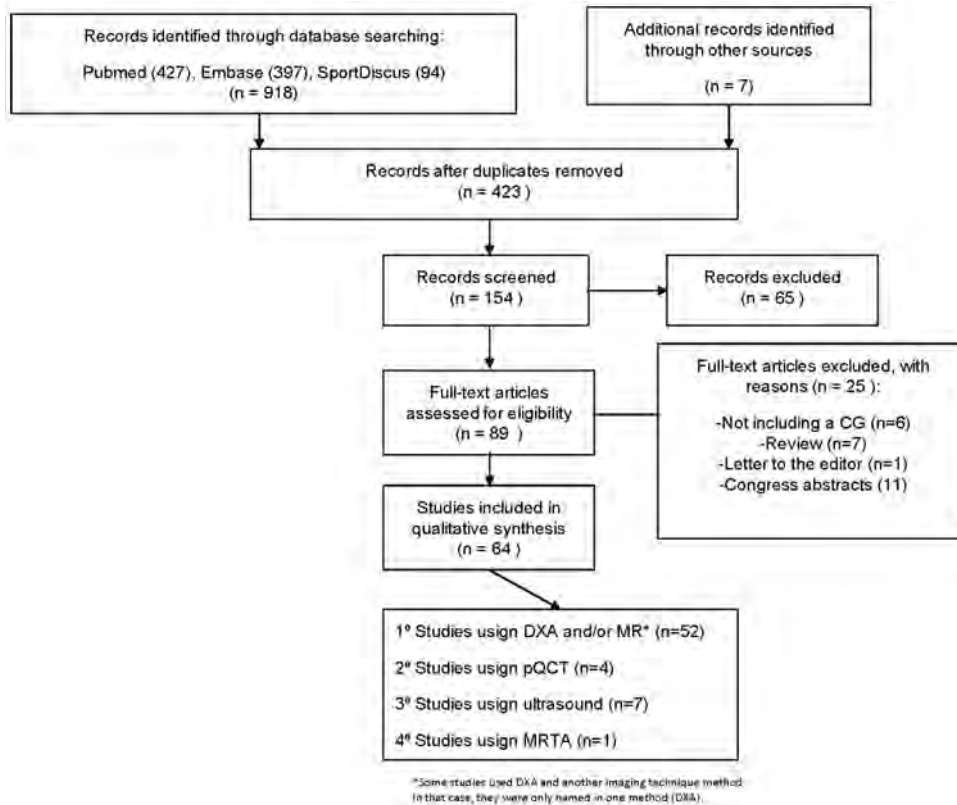 Records identified through database searching:
Pubmed (427), Embase (397), SportDiscus (94)
(n = 918)
Additional records identified
through other sources
(n = 7)
Records after duplicates removed
(n = 423 )
Records screened
(n = 154 )
Records excluded
(n = 65 )
Full-text articles
assessed for eligibility
(n = 89 )
Full-text articles excluded, with
reasons (n = 25 ):
-Not including a CG (n=6)
-Review (n=7)
-Letter to the editor (n=1)
-Congress abstracts (11)
Studies included in
qualitative synthesis
(n = 64 )
1º Studies usign DXA and/or MR* (n=52)
2º Studies usign pQCT (n=4)
3º Studies usign ultrasound (n=7)
4º Studies usign MRTA (n=1)
*Some studies used DXA and another imaging technique method.
In that case, they were only named in one method (DXA).